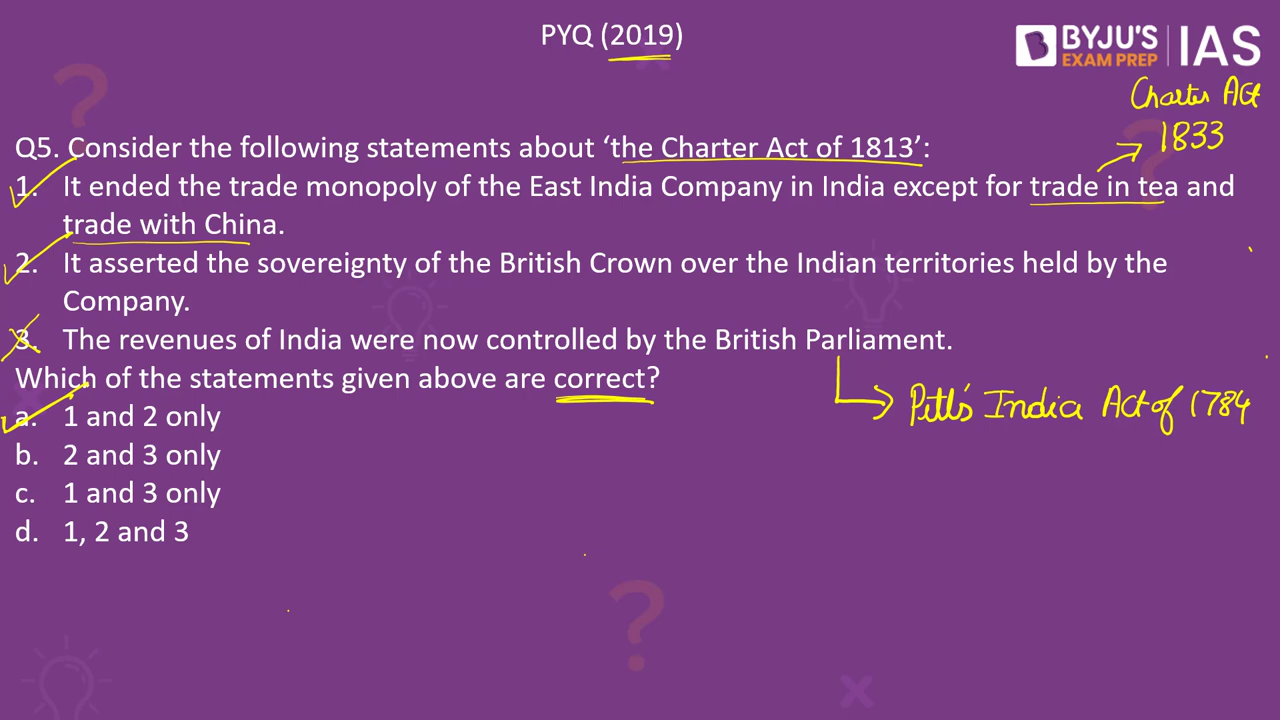 PYQ (2019)
BYJU'S
EXAM PREP
IAS
Charter Act
1833
Q5. Consider the following statements about ‘the Charter Act of 1813’:
1. It ended the trade monopoly of the East India Company in India except for trade in tea and
trade with China.
2. It asserted the sovereignty of the British Crown over the Indian territories held by the
Company.
3. The revenues of India were now controlled by the British Parliament.
Which of the statements given above are correct?
Pitt's India Act of 1784
a. 1 and 2 only
b. 2 and 3 only
c. 1 and 3 only
d. 1, 2 and 3